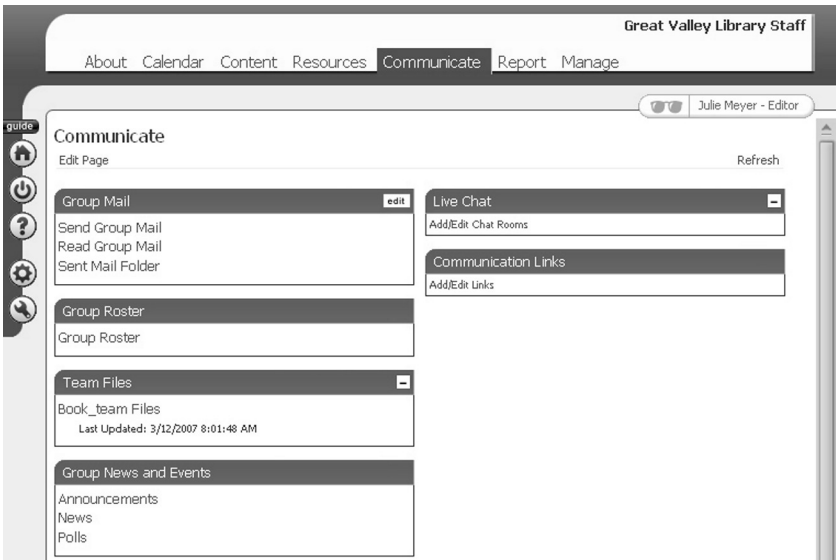 Great Valley Library Staff
About Calendar Content Resources Communicate Report Manage
Julie Meyer - Editor
guide
Communicate
Edit Page
Refresh
Group Mail
edit
Send Group Mail
Read Group Mail
Sent Mail Folder
Group Roster
Group Roster
Team Files
Book_team Files
Last Updated: 3/12/2007 8:01:48 AM
Group News and Events
Announcements
News
Polls
Live Chat
Add/Edit Chat Rooms
Communication Links
Add/Edit Links